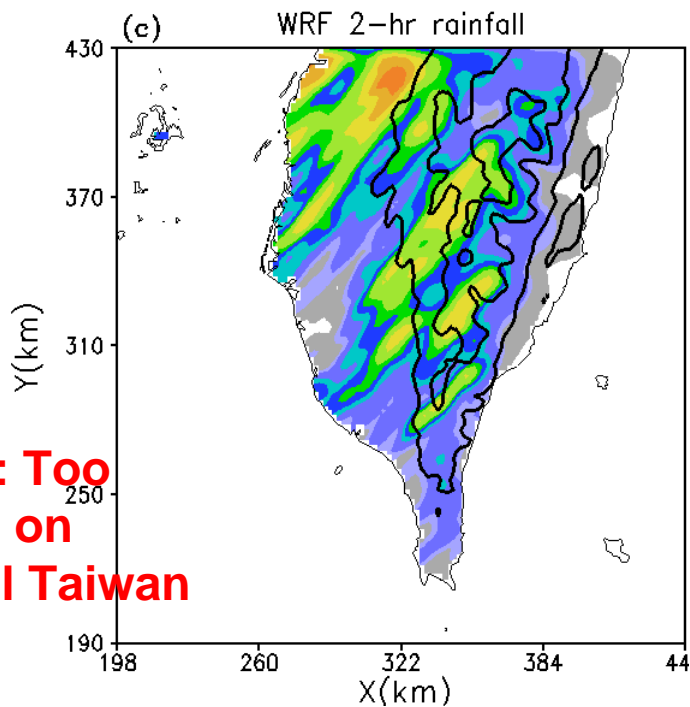 (c) WRF 2-hr rainfall
430
370
310
250
190
Y(km)
: Too
on
l Taiwan
198 260 322 384 44
X(km)